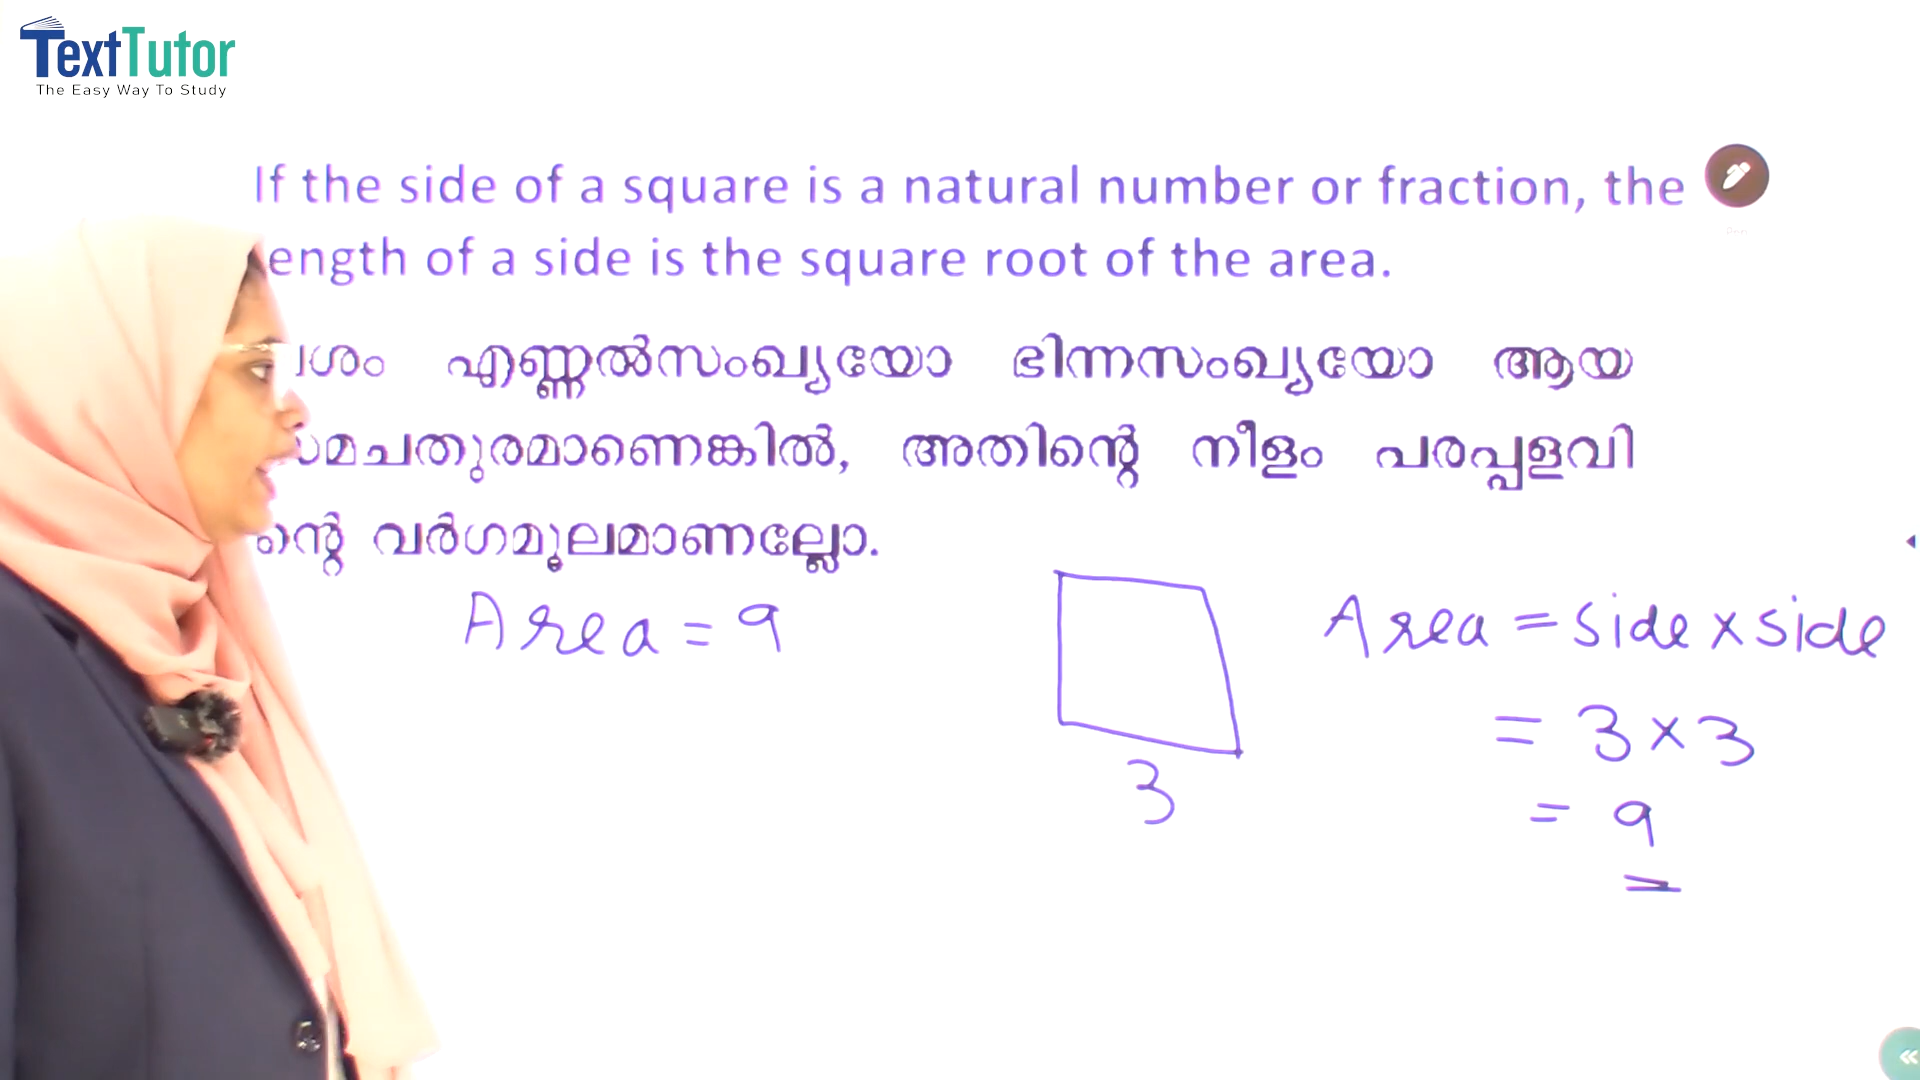 TextTutor
The Easy Way To Study
If the side of a square is a natural number or fraction, the
ength of a side is the square root of the area.
എണ്ണൽസംഖ്യയോ ഭിന്നസംഖ്യയോ ആയ
മചതുരമാണെങ്കിൽ, അതിന്റെ നീളം പരപ്പളവി
ന്റെ വർഗമൂലമാണല്ലോ.
Area = 9
Area = side x side
= 3 x 3
3
= 9